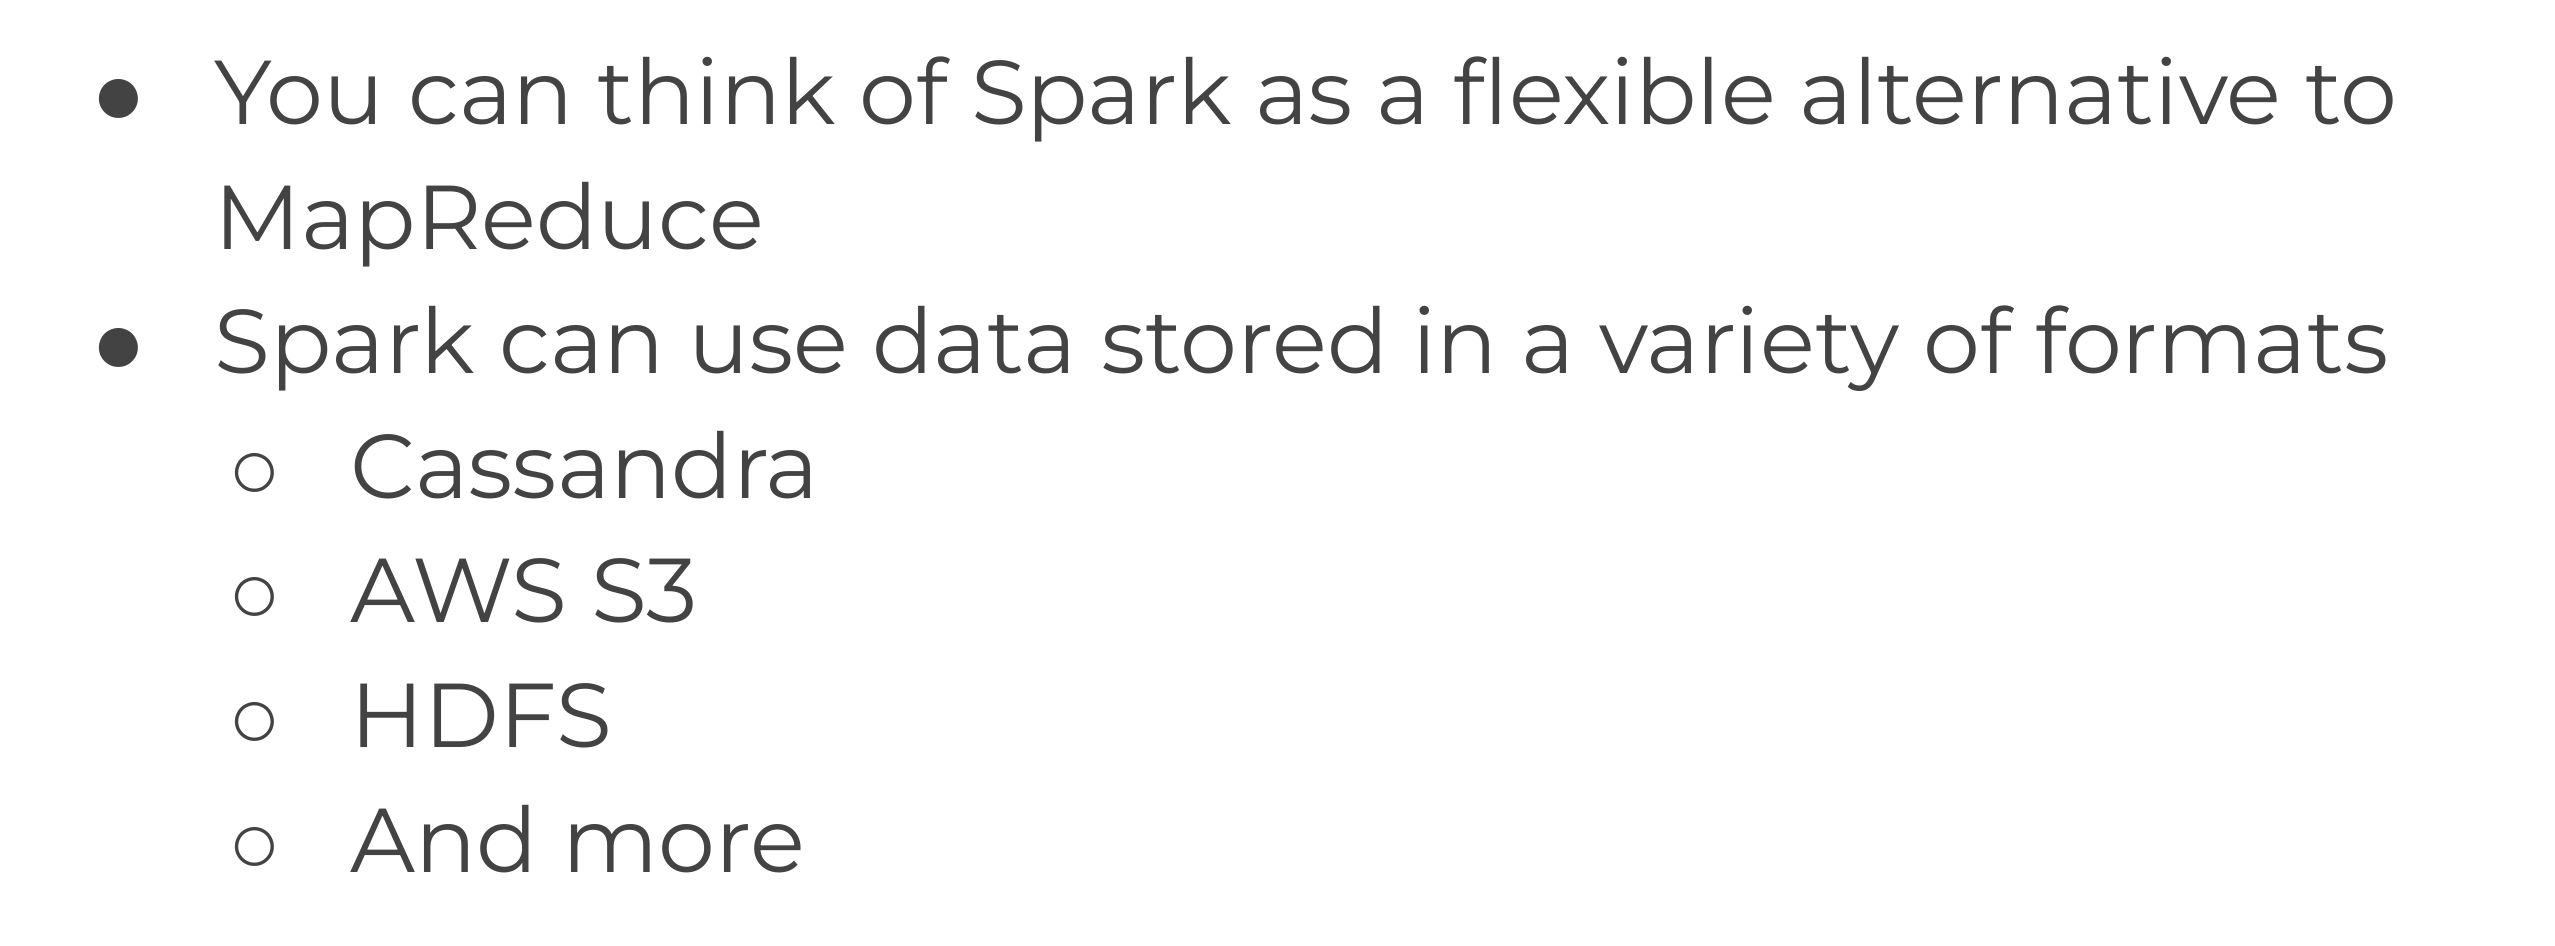 ● You can think of Spark as a flexible alternative to
MapReduce
● Spark can use data stored in a variety of formats
○ Cassandra
○ AWS S3
○ HDFS
○ And more